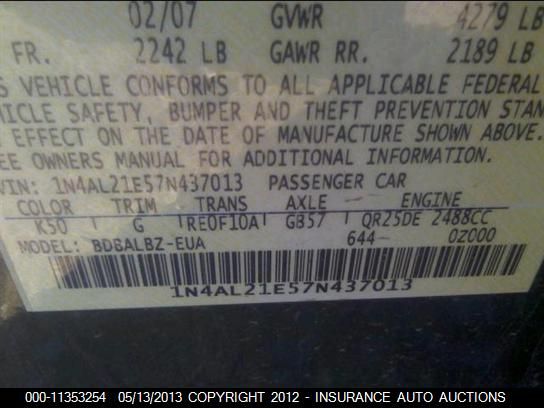 02/07 GVWR 4279 LB
FR. 2242 LB GAWR RR. 2189 LB
S VEHICLE CONFORMS TO ALL APPLICABLE FEDERAL
HICLE SAFETY, BUMPER AND THEFT PREVENTION STAN
EFFECT ON THE DATE OF MANUFACTURE SHOWN ABOVE.
EE OWNERS MANUAL FOR ADDITIONAL INFORMATION.
VIN: 1N4AL21E57N437013 PASSENGER CAR
COLOR TRIM TRANS AXLE ENGINE
K50 G RE0F10A GB57 QR25DE 2488CC
MODEL: BDBALBZ-EUA 644- 0Z000
1N4AL21E57N437013
000-11353254 05/13/2013 COPYRIGHT 2012 - INSURANCE AUTO AUCTIONS